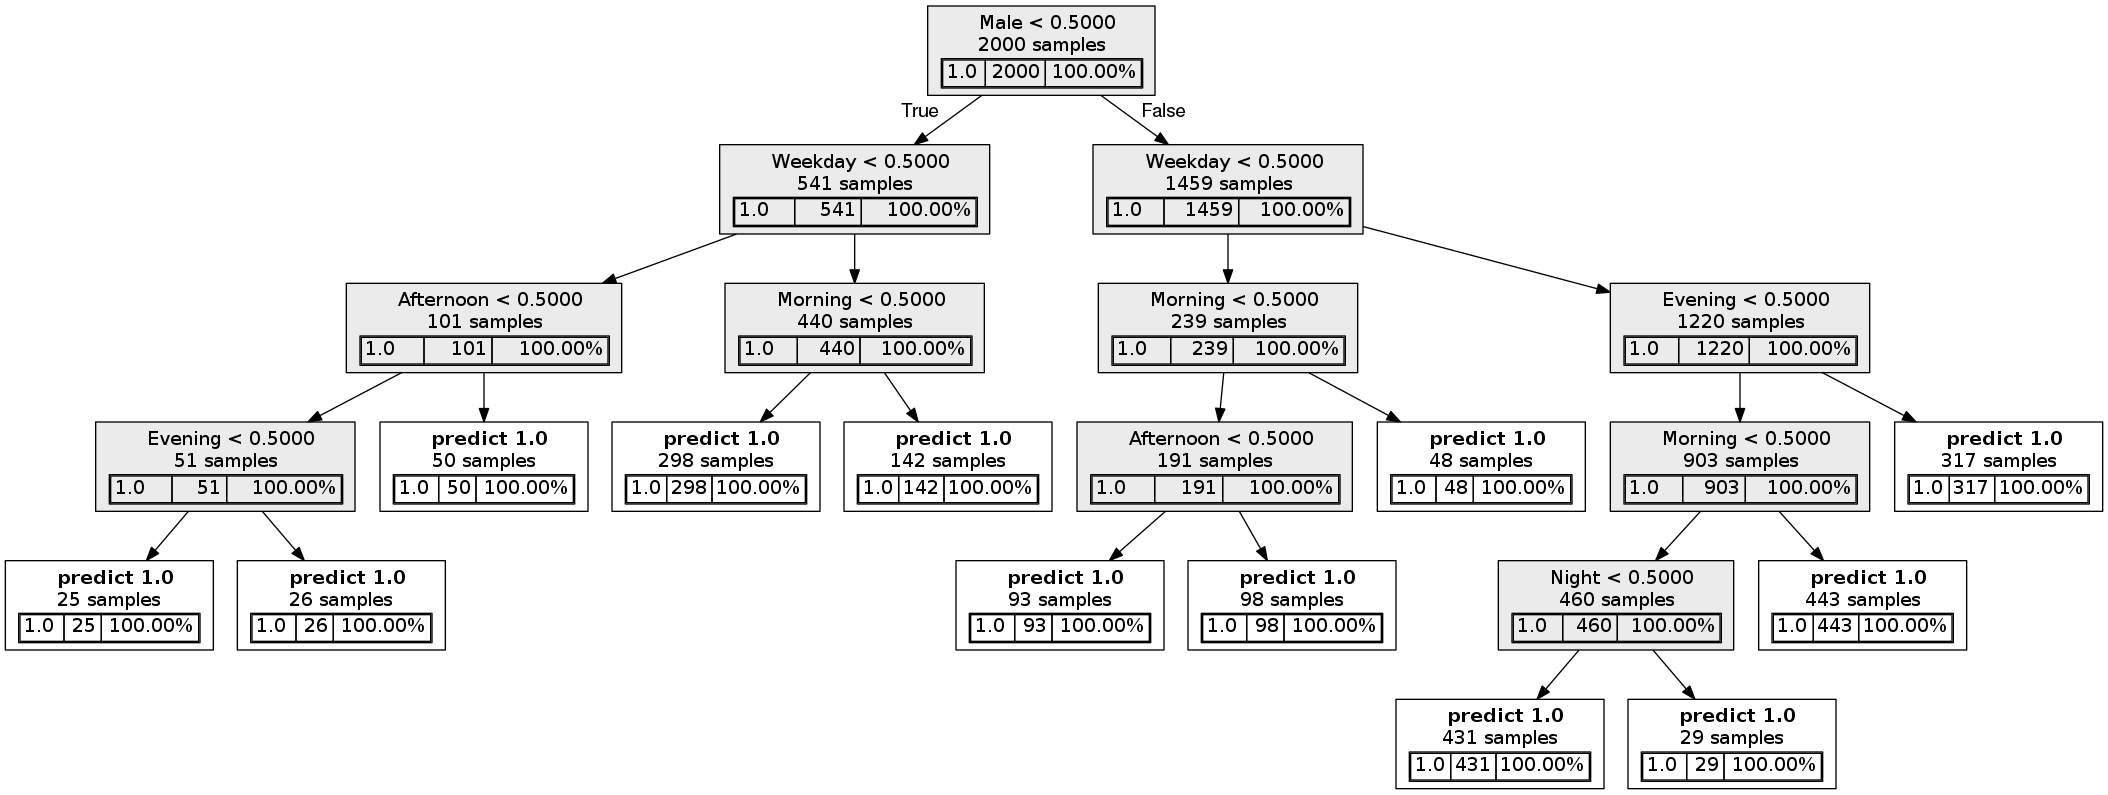 Male < 0.5000
2000 samples
1.0 2000 100.00%
True
False
Weekday < 0.5000
541 samples
1.0 541 100.00%
Weekday < 0.5000
1459 samples
1.0 1459 100.00%
Afternoon < 0.5000
101 samples
1.0 101 100.00%
Morning < 0.5000
440 samples
1.0 440 100.00%
Morning < 0.5000
239 samples
1.0 239 100.00%
Evening < 0.5000
1220 samples
1.0 1220 100.00%
Evening < 0.5000
51 samples
1.0 51 100.00%
predict 1.0
50 samples
1.0 50 100.00%
predict 1.0
298 samples
1.0 298 100.00%
predict 1.0
142 samples
1.0 142 100.00%
Afternoon < 0.5000
191 samples
1.0 191 100.00%
predict 1.0
48 samples
1.0 48 100.00%
Morning < 0.5000
903 samples
1.0 903 100.00%
predict 1.0
317 samples
1.0 317 100.00%
predict 1.0
25 samples
1.0 25 100.00%
predict 1.0
26 samples
1.0 26 100.00%
predict 1.0
93 samples
1.0 93 100.00%
predict 1.0
98 samples
1.0 98 100.00%
Night < 0.5000
460 samples
1.0 460 100.00%
predict 1.0
443 samples
1.0 443 100.00%
predict 1.0
431 samples
1.0 431 100.00%
predict 1.0
29 samples
1.0 29 100.00%